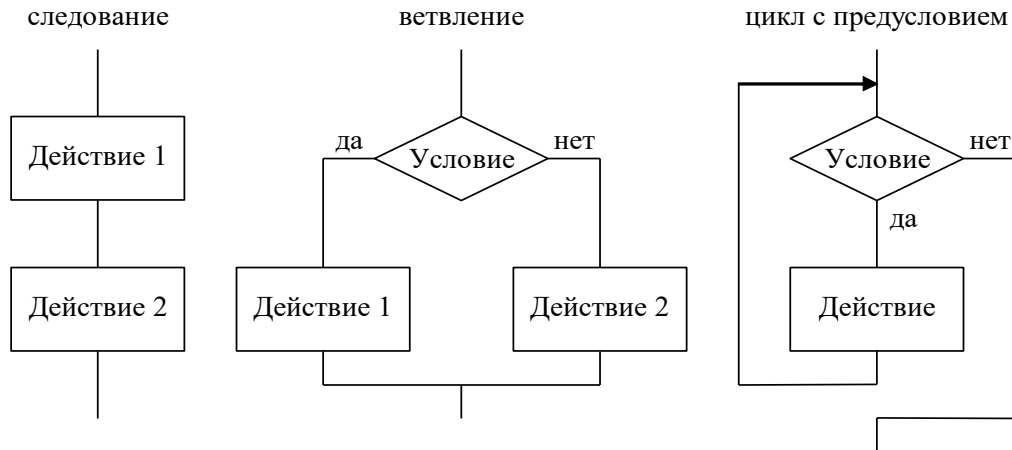 следование
ветвление
цикл с предусловием
Действие 1
Действие 2
да
Условие
нет
Действие 1
Действие 2
Условие
нет
да
Действие